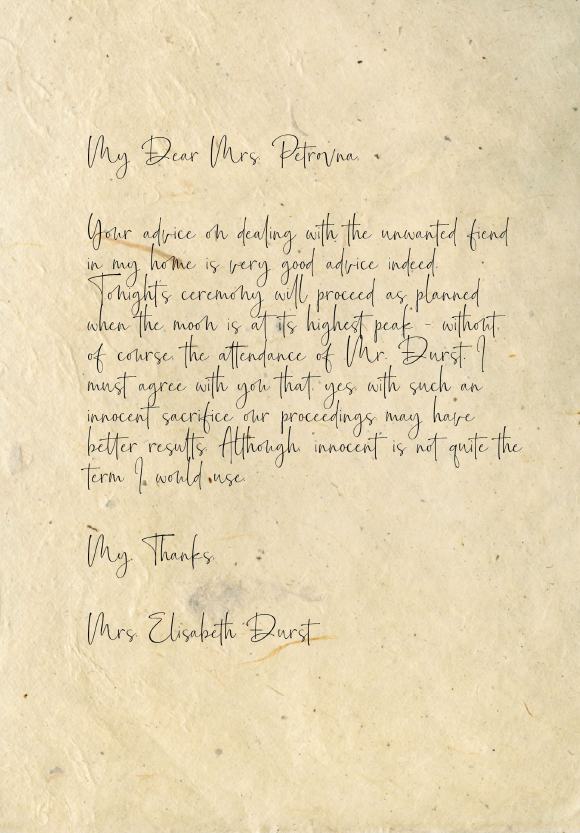 My Dear Mrs. Petrovna.
Your advice on dealing with the unwanted fiend
in my home is very good advice indeed.
Tonight's ceremony will proceed as planned
when the moon is at its highest peak - without.
of course, the attendance of Mr. Durst. I
must agree with you that, yes, with such an
innocent sacrifice our proceedings may have
better results. Although, innocent is not quite the
term I would use.
My Thanks,
Mrs. Elisabeth Durst